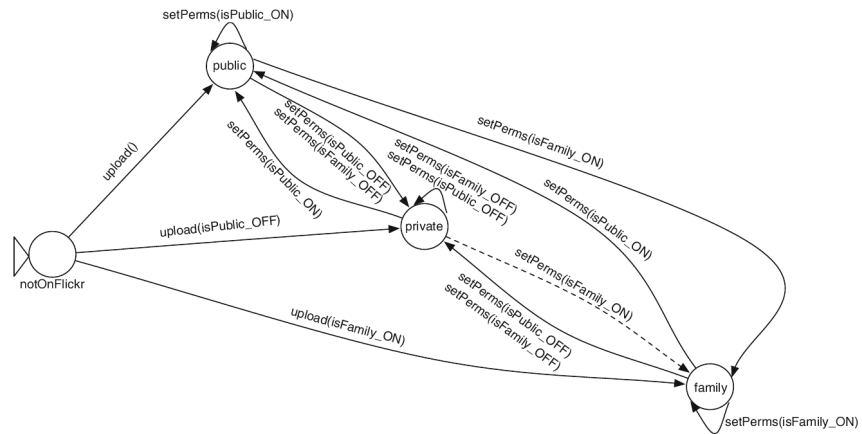 setPerms(isPublic_ON)
public
setPerms(isFamily_ON)
upload()
setPerms(isPublic_OFF)
setPerms(isFamily_OFF)
setPerms(isPublic_ON)
setPerms(isFamily_OFF)
setPerms(isPublic_OFF)
setPerms(isPublic_ON)
upload(isPublic_OFF)
private
notOnFlickr
setPerms(isFamily_ON)
setPerms(isPublic_OFF)
setPerms(isFamily_OFF)
upload(isFamily_ON)
family
setPerms(isFamily_ON)